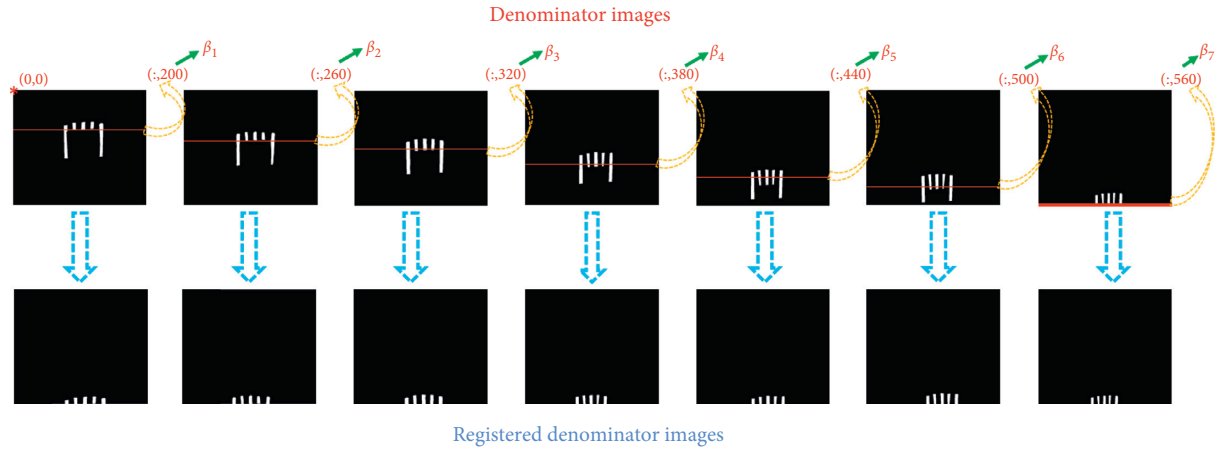 Denominator images
β1 β2 β3 β4 β5 β6 β7
(0,0) (:,200) (:,260) (:,320) (:,380) (:,440) (:,500) (:,560)
*
Registered denominator images